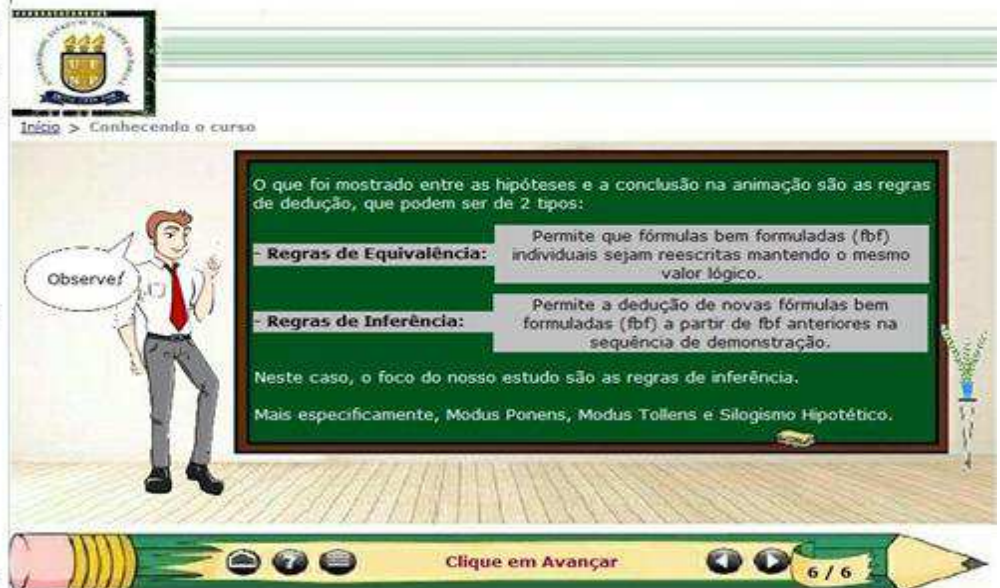 Início > Conhecendo o curso
O que foi mostrado entre as hipóteses e a conclusão na animação são as regras
de dedução, que podem ser de 2 tipos:
- Regras de Equivalência:
Permite que fórmulas bem formuladas (fbf)
individuais sejam reescritas mantendo o mesmo
valor lógico.
Observe!
- Regras de Inferência:
Permite a dedução de novas fórmulas bem
formuladas (fbf) a partir de fbf anteriores na
sequência de demonstração.
Neste caso, o foco do nosso estudo são as regras de inferência.
Mais especificamente, Modus Ponens, Modus Tollens e Silogismo Hipotético.
?
Clique em Avançar
6 / 6